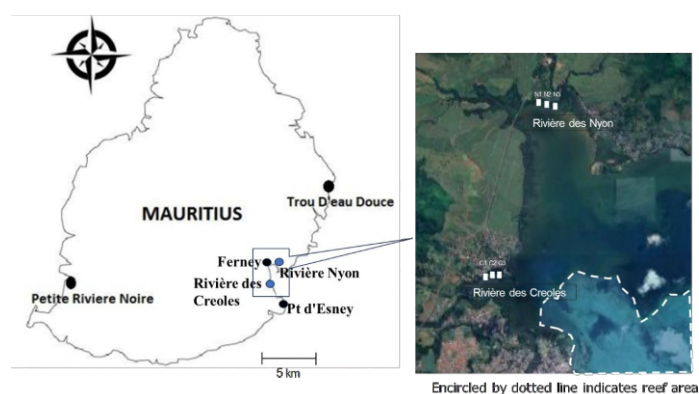 MAURITIUS
Trou D'eau Douce
Ferney
Rivière Nyon
Rivière des
Creoles
Petite Riviere Noire
Pt d'Esney
5 km
N1 N2 N3
Rivière des Nyon
C1 C2 C3
Rivière des Creoles
Encircled by dotted line indicates reef area